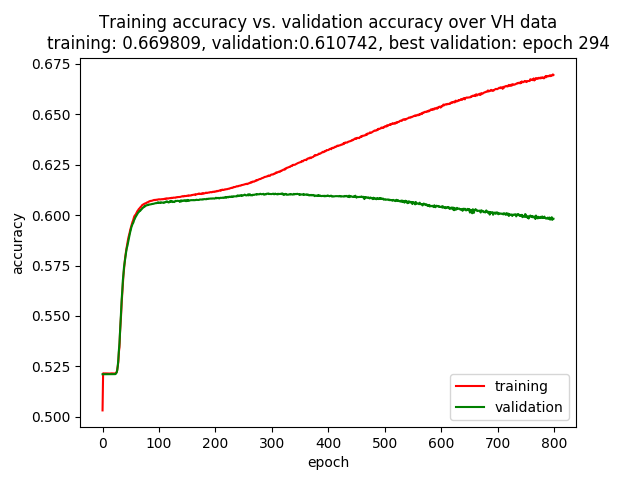 Training accuracy vs. validation accuracy over VH data
training: 0.669809, validation:0.610742, best validation: epoch 294
0.675
0.650
0.625
0.600
0.575
0.550
0.525
0.500
accuracy
training
validation
0 100 200 300 400 500 600 700 800
epoch